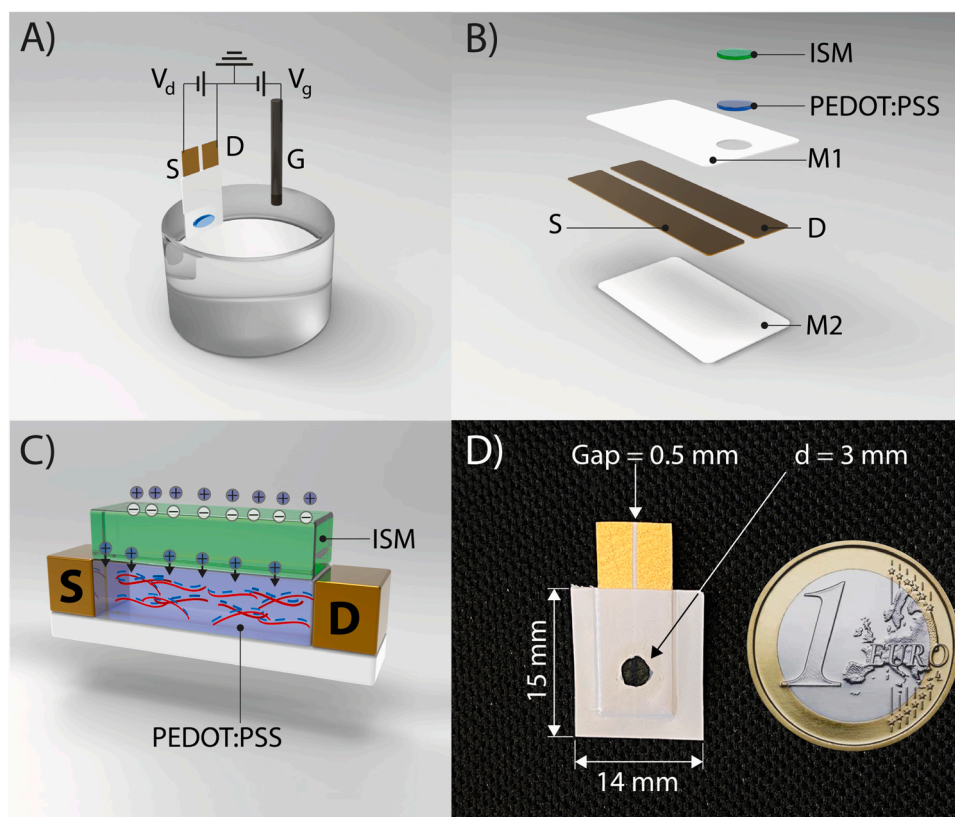 A)
V_d
V_g
S
D
G
B)
ISM
PEDOT:PSS
M1
S
D
M2
C)
+ + + + + + + +
− − − − − − − −
+ + + + + +
ISM
S
D
PEDOT:PSS
D)
Gap = 0.5 mm
d = 3 mm
15 mm
14 mm
1
EURO